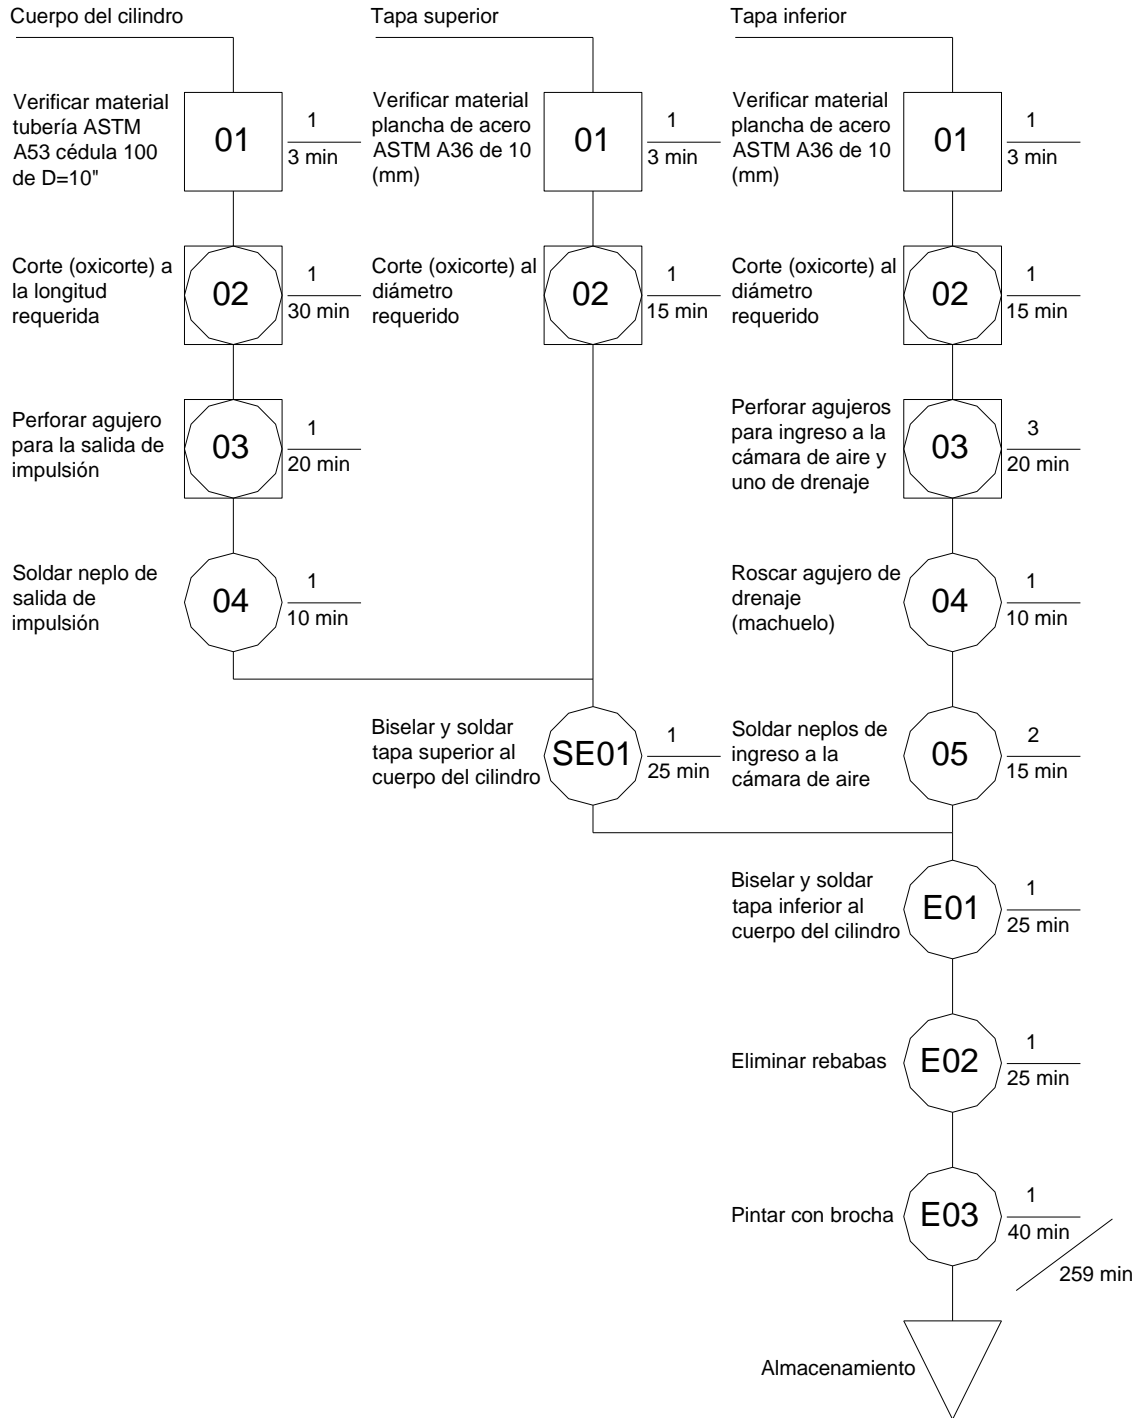 Cuerpo del cilindro
Tapa superior
Tapa inferior
Verificar material
tubería ASTM
A53 cédula 100
de D=10"
01
1
3 min
Verificar material
plancha de acero
ASTM A36 de 10
(mm)
01
1
3 min
Verificar material
plancha de acero
ASTM A36 de 10
(mm)
01
1
3 min
Corte (oxicorte) a
la longitud
requerida
02
1
30 min
Corte (oxicorte) al
diámetro
requerido
02
1
15 min
Corte (oxicorte) al
diámetro
requerido
02
1
15 min
Perforar agujero
para la salida de
impulsión
03
1
20 min
Perforar agujeros
para ingreso a la
cámara de aire y
uno de drenaje
03
3
20 min
Soldar neplo de
salida de
impulsión
04
1
10 min
Roscar agujero de
drenaje
(machuelo)
04
1
10 min
Biselar y soldar
tapa superior al
cuerpo del cilindro
SE01
1
25 min
Soldar neplos de
ingreso a la
cámara de aire
05
2
15 min
Biselar y soldar
tapa inferior al
cuerpo del cilindro
E01
1
25 min
Eliminar rebabas
E02
1
25 min
Pintar con brocha
E03
1
40 min
259 min
Almacenamiento